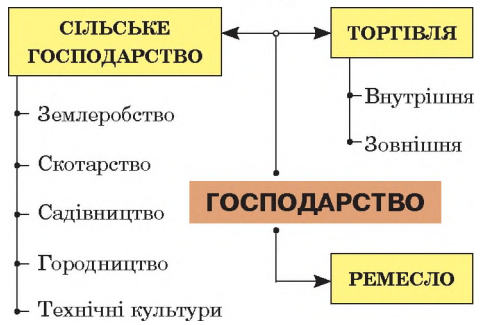 СІЛЬСЬКЕ
ГОСПОДАРСТВО
Землеробство
Скотарство
Садівництво
Городництво
Технічні культури
ТОРГІВЛЯ
Внутрішня
Зовнішня
ГОСПОДАРСТВО
РЕМЕСЛО